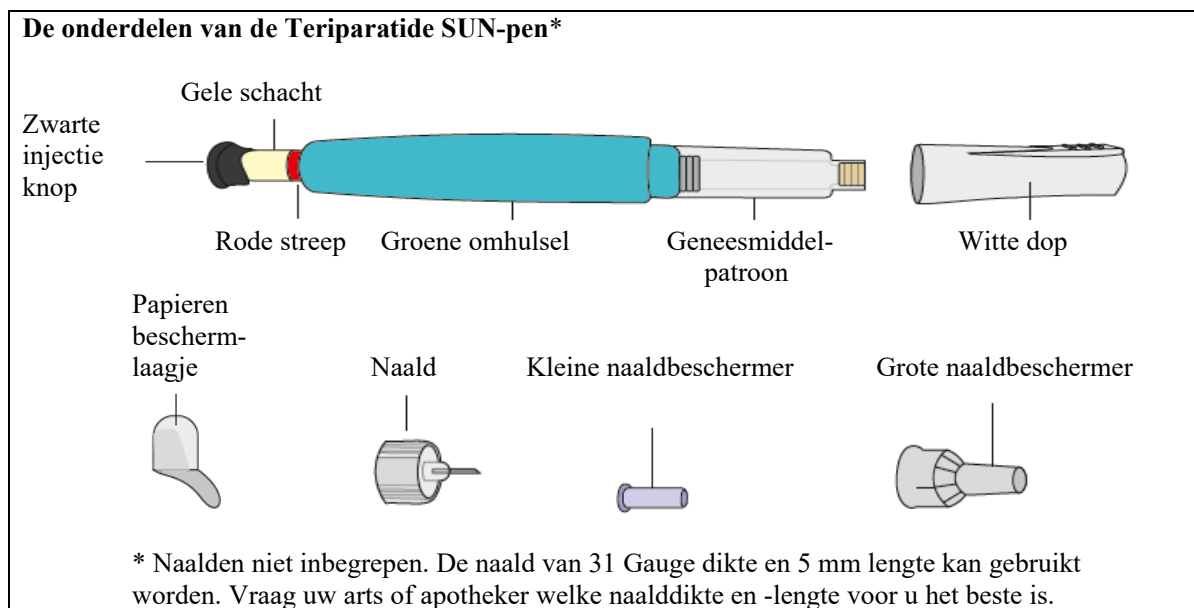 De onderdelen van de Teriparatide SUN-pen*
Gele schacht
Zwarte
injectie
knop
Rode streep
Groene omhulsel
Geneesmiddel-
patroon
Witte dop
Papieren
bescherm-
laagje
Naald
Kleine naaldbeschermer
Grote naaldbeschermer
* Naalden niet inbegrepen. De naald van 31 Gauge dikte en 5 mm lengte kan gebruikt
worden. Vraag uw arts of apotheker welke naalddikte en -lengte voor u het beste is.